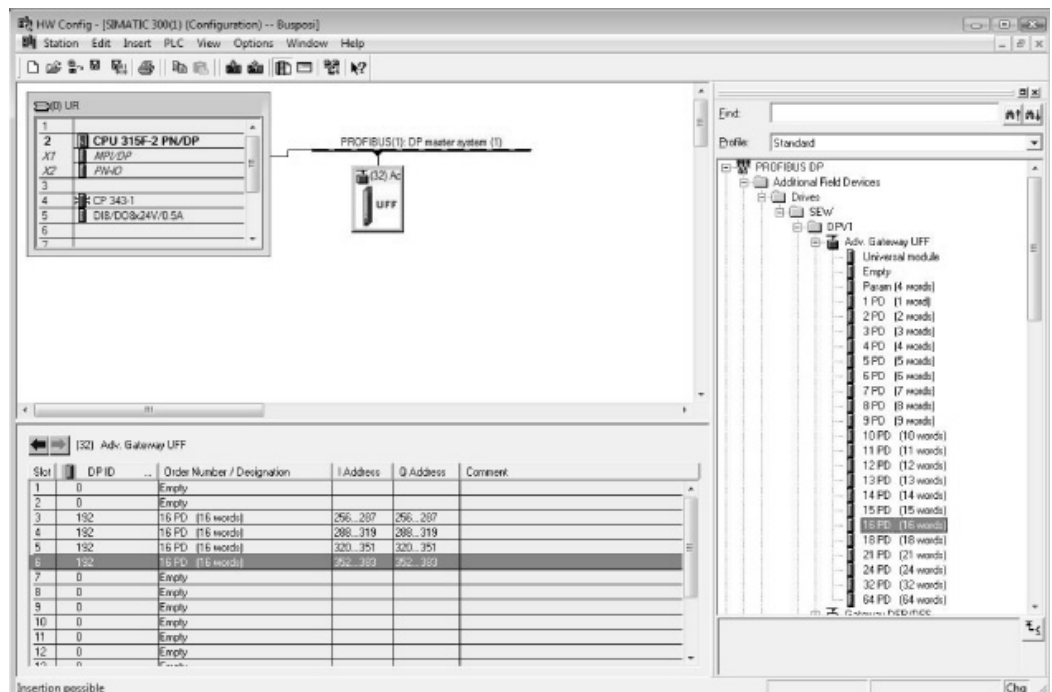 HW Config - [SIMATIC 300(1) (Configuration) -- Busposi]
Station Edit Insert PLC View Options Window Help
(0) UR
1
2 CPU 315F-2 PN/DP
X1 MPI/DP
X2 PN-IO
3
4 CP 343-1
5 DI8/DO8x24V/0.5A
6
7
PROFIBUS(1): DP master system (1)
(32) Ac
UFF
Find:
Profile: Standard
PROFIBUS DP
Additional Field Devices
Drives
SEW
DPV1
Adv. Gateway UFF
Universal module
Empty
Param (4 words)
1 PD (1 word)
2 PD (2 words)
3 PD (3 words)
4 PD (4 words)
5 PD (5 words)
6 PD (6 words)
7 PD (7 words)
8 PD (8 words)
9 PD (9 words)
10 PD (10 words)
11 PD (11 words)
12 PD (12 words)
13 PD (13 words)
14 PD (14 words)
15 PD (15 words)
16 PD (16 words)
18 PD (18 words)
21 PD (21 words)
24 PD (24 words)
32 PD (32 words)
64 PD (64 words)
Gateway
(32) Adv. Gateway UFF
Slot DP ID ... Order Number / Designation I Address Q Address Comment
1 0 Empty
2 0 Empty
3 192 16 PD (16 words) 256...287 256...287
4 192 16 PD (16 words) 288...319 288...319
5 192 16 PD (16 words) 320...351 320...351
6 192 16 PD (16 words) 352...383 352...383
7 0 Empty
8 0 Empty
9 0 Empty
10 0 Empty
11 0 Empty
12 0 Empty
Insertion possible Chg